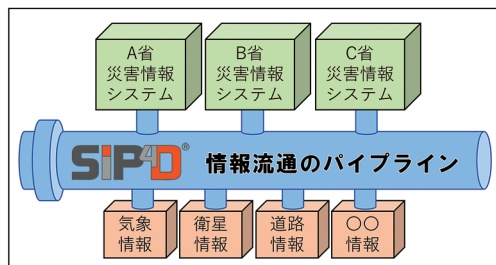 A省
災害情報
システム
B省
災害情報
システム
C省
災害情報
システム
SIP4D® 情報流通のパイプライン
気象
情報
衛星
情報
道路
情報
〇〇
情報